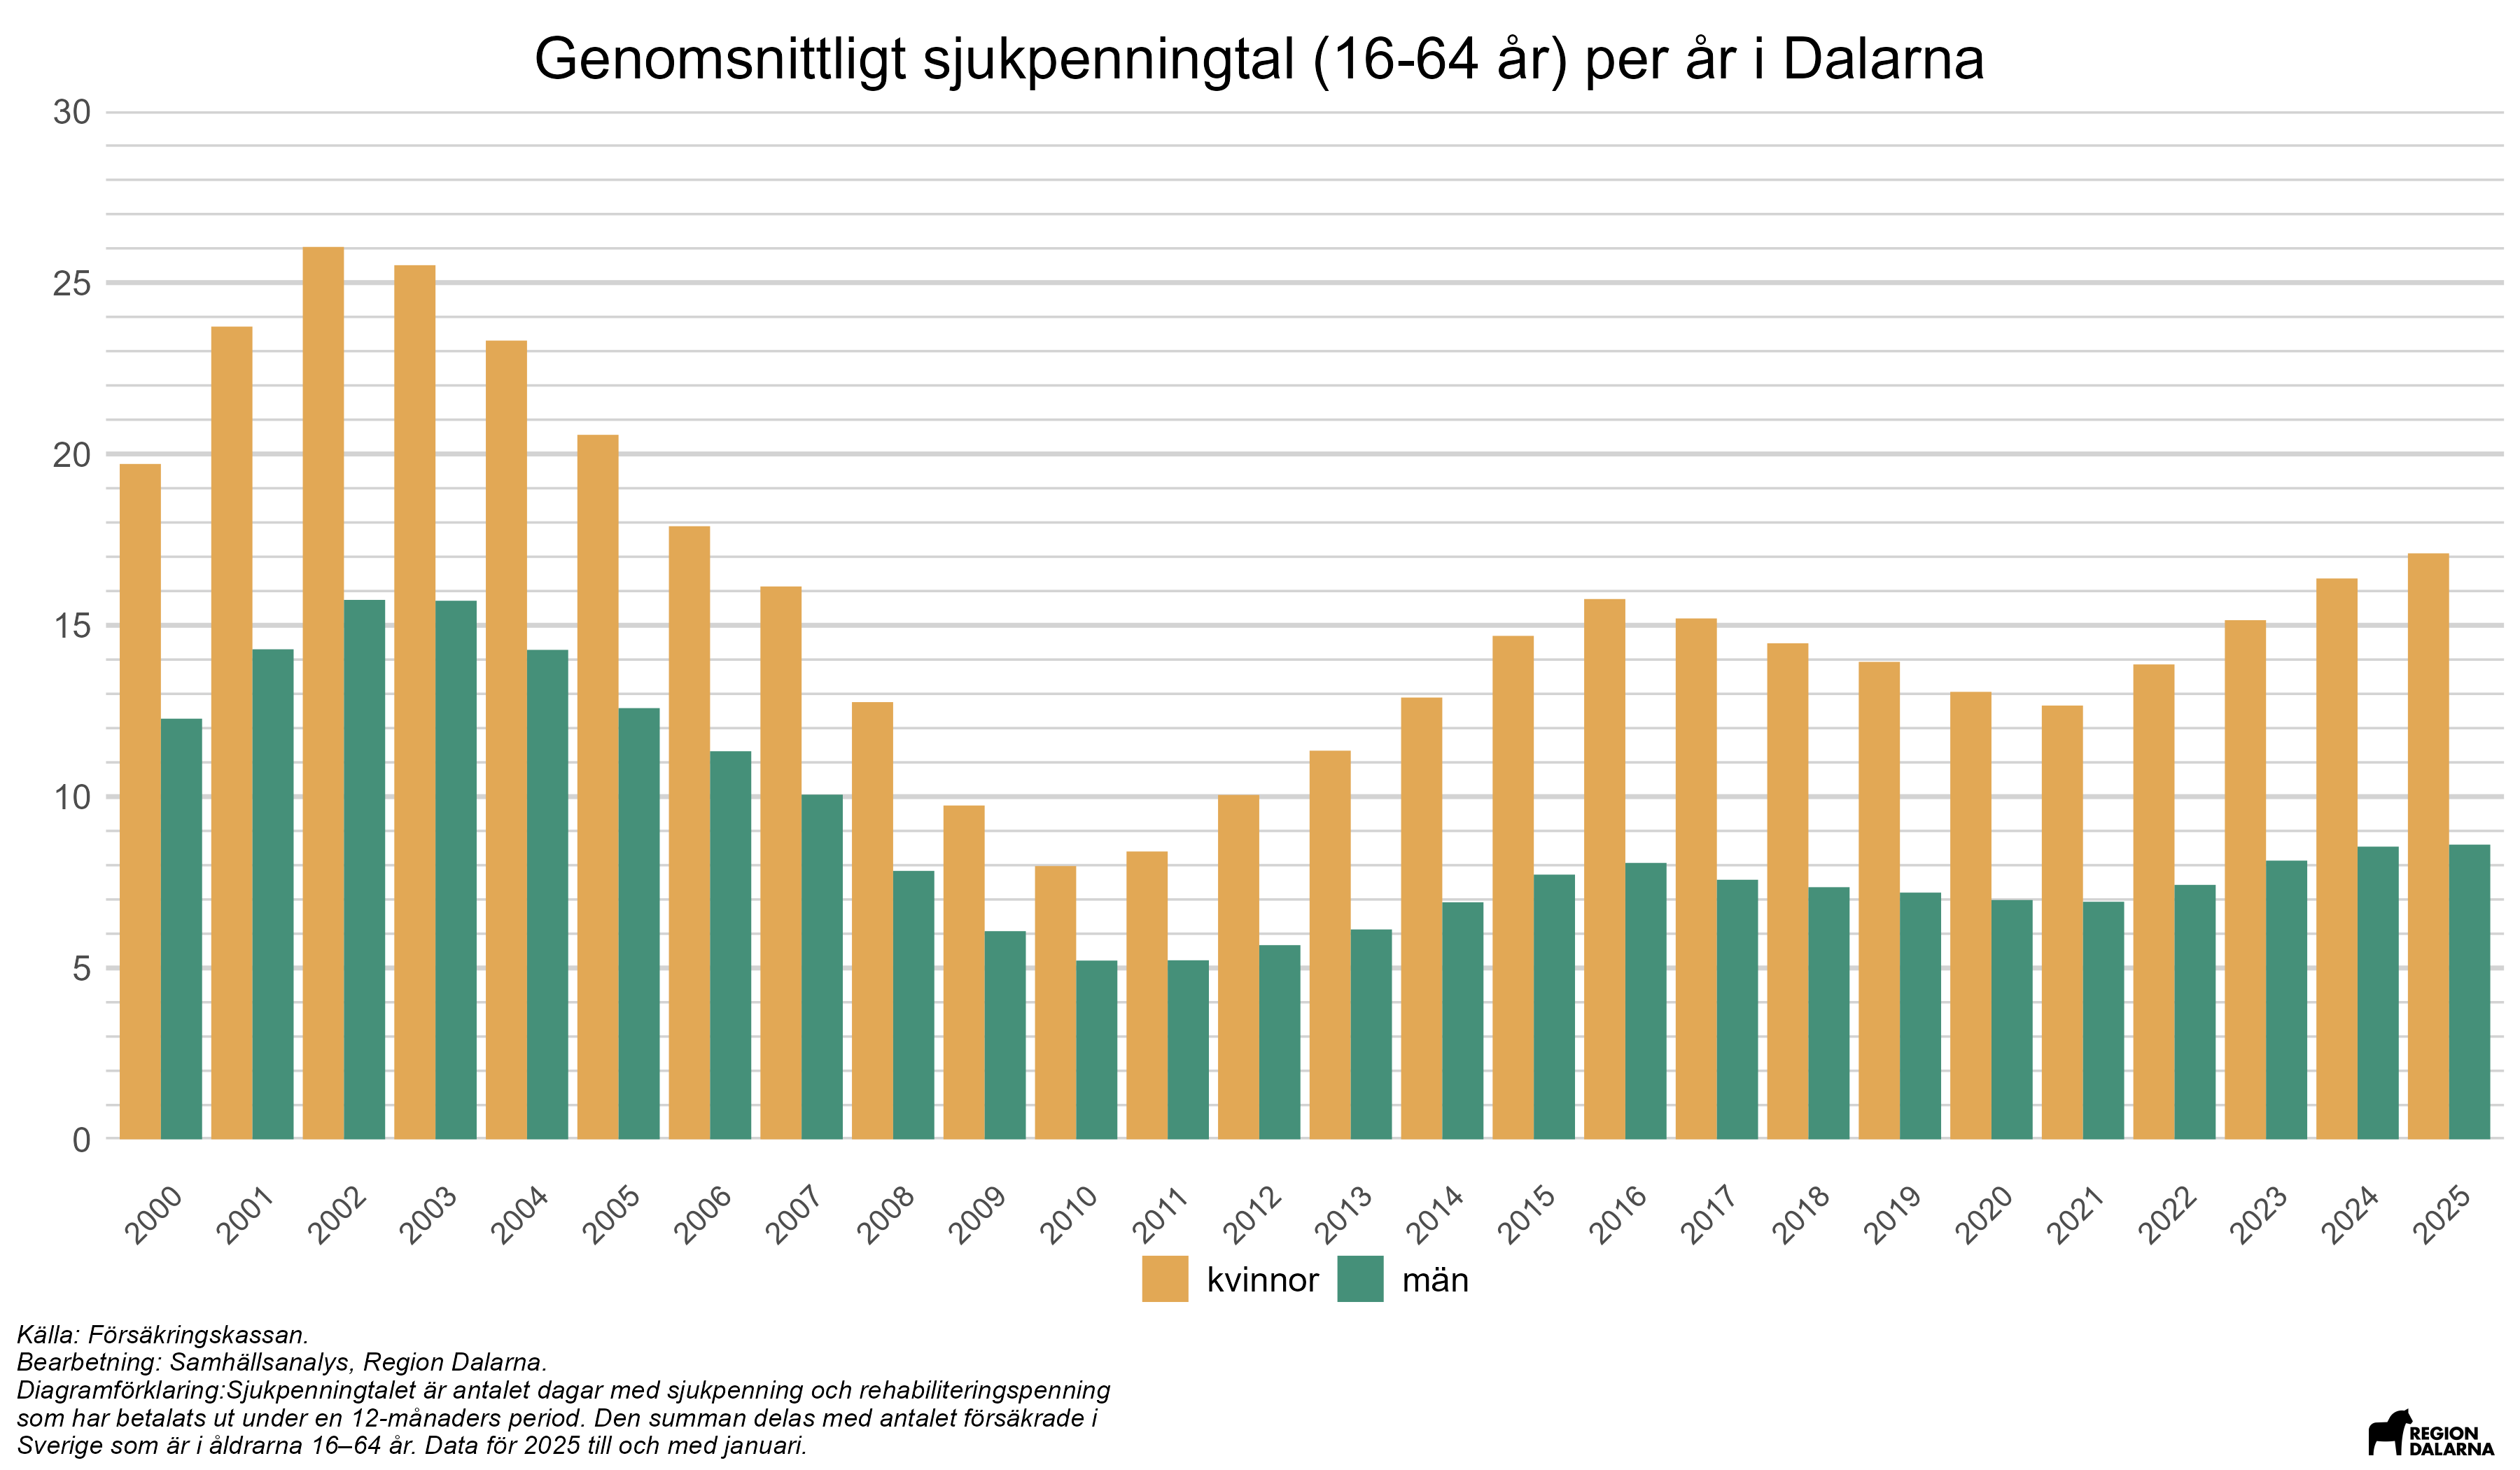 Genomsnittligt sjukpenningtal (16-64 år) per år i Dalarna
30
25
20
15
10
5
0
2000 2001 2002 2003 2004 2005 2006 2007 2008 2009 2010 2011 2012 2013 2014 2015 2016 2017 2018 2019 2020 2021 2022 2023 2024 2025
kvinnor män
Källa: Försäkringskassan.
Bearbetning: Samhällsanalys, Region Dalarna.
Diagramförklaring:Sjukpenningtalet är antalet dagar med sjukpenning och rehabiliteringspenning
som har betalats ut under en 12-månaders period. Den summan delas med antalet försäkrade i
Sverige som är i åldrarna 16–64 år. Data för 2025 till och med januari.
REGION
DALARNA